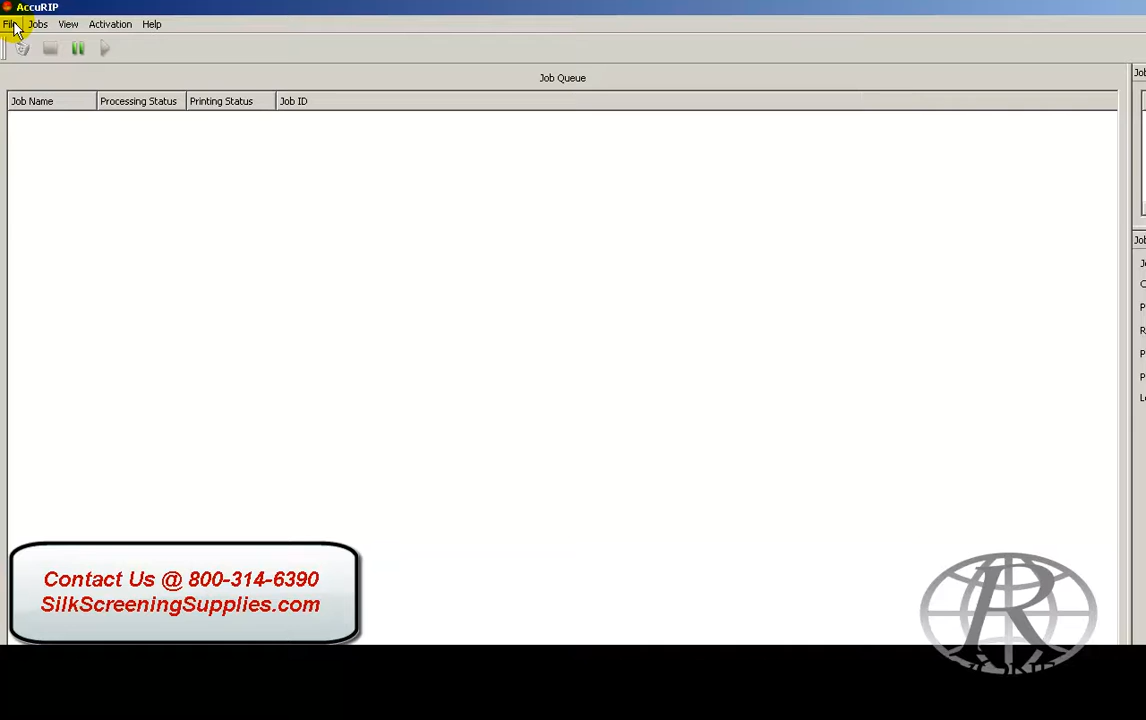 AccuRIP
File Jobs View Activation Help
Job Queue
Job Name Processing Status Printing Status Job ID
Contact Us @ 800-314-6390
SilkScreeningSupplies.com
R